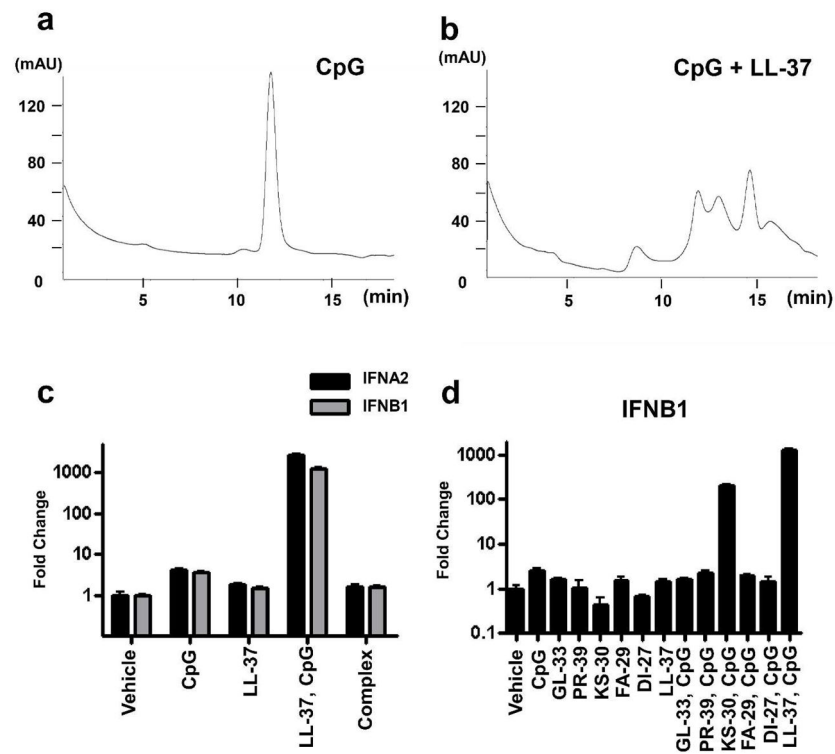 a
(mAU)
CpG
120
80
40
0
5
10
15
(min)
b
(mAU)
CpG + LL-37
120
80
40
0
5
10
15
(min)
c
IFNA2
IFNB1
Fold Change
1000
100
10
1
Vehicle
CpG
LL-37
LL-37, CpG
Complex
d
IFNB1
Fold Change
1000
100
10
1
0.1
Vehicle
CpG
GL-33
PR-39
KS-30
FA-29
DI-27
LL-37
GL-33, CpG
PR-39, CpG
KS-30, CpG
FA-29, CpG
DI-27, CpG
LL-37, CpG